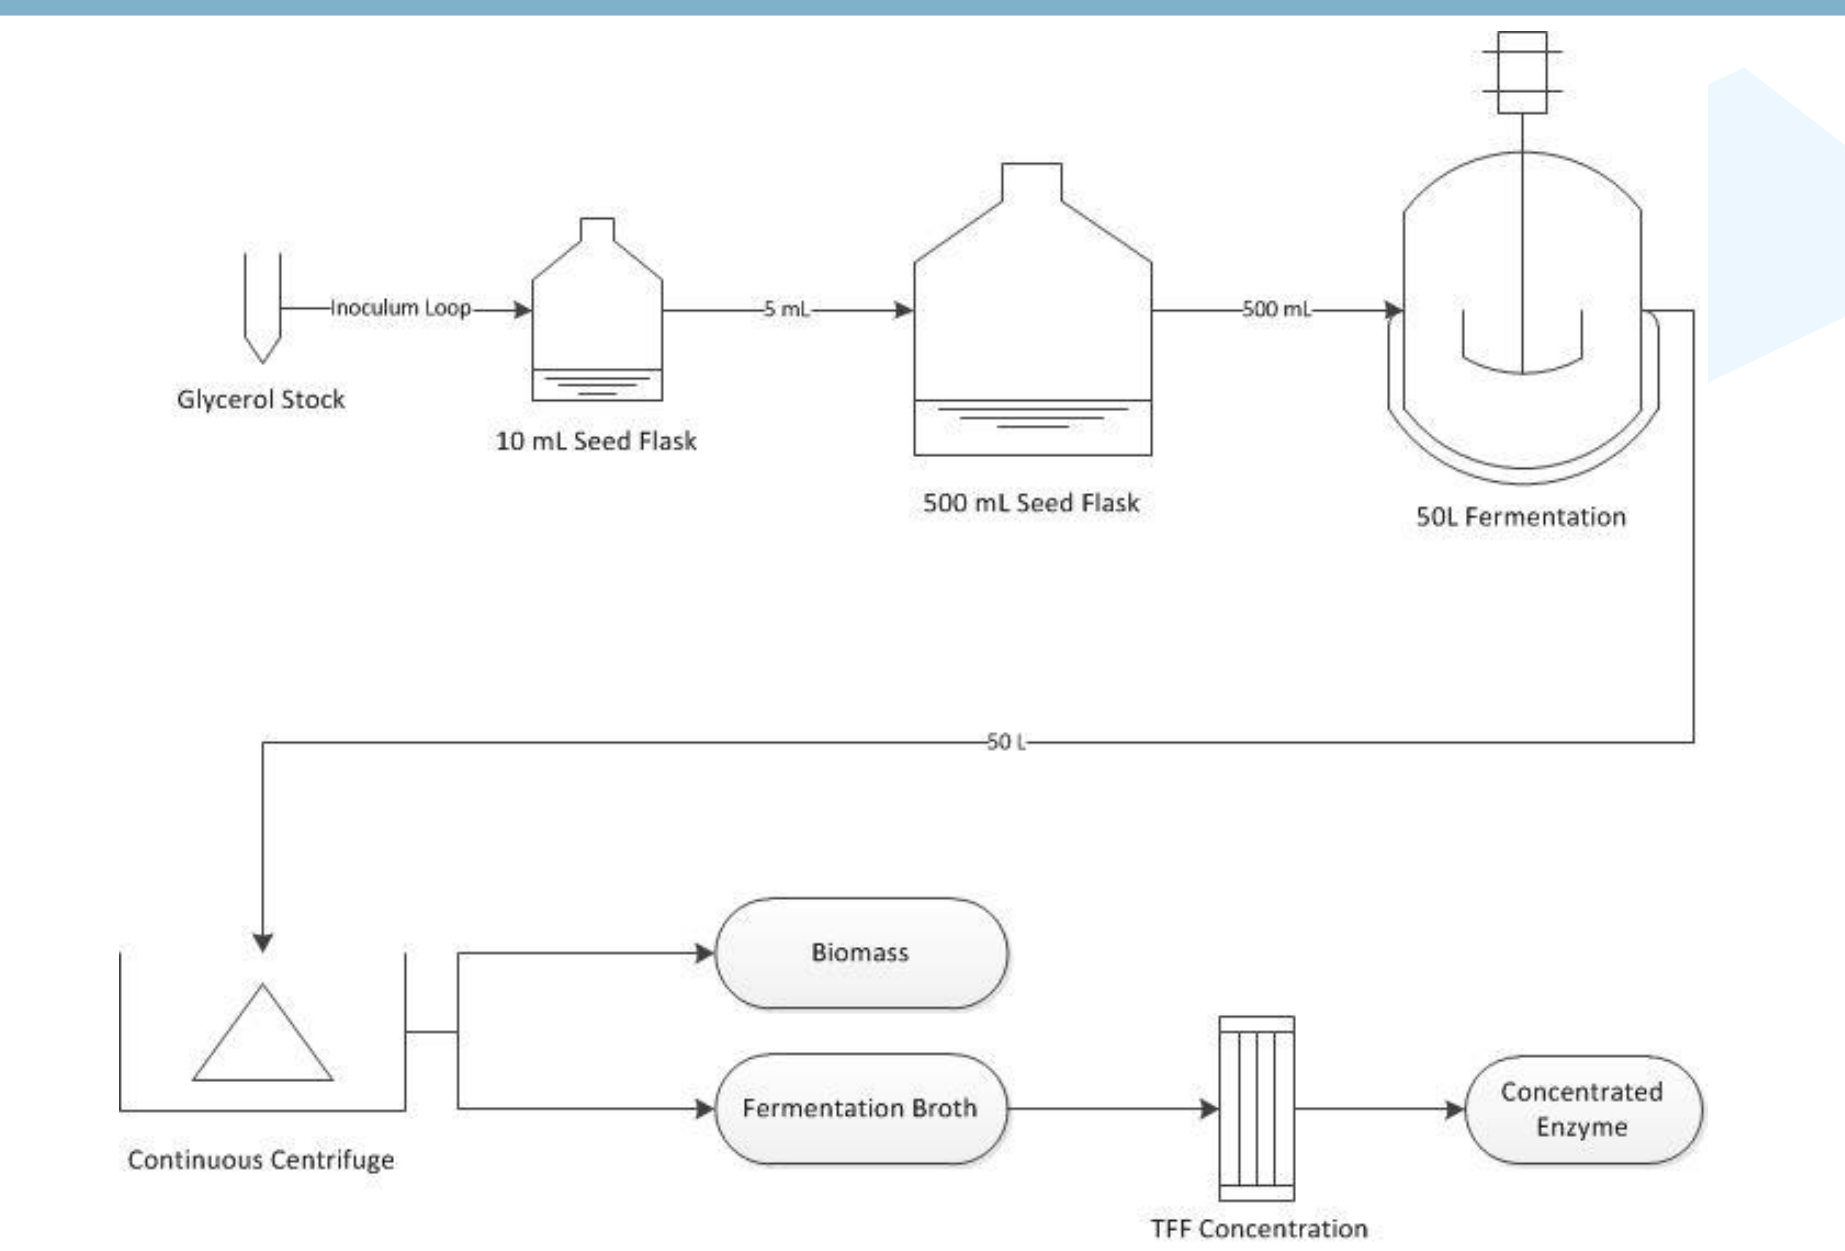 Inoculum Loop
5 mL
500 mL
Glycerol Stock
10 mL Seed Flask
500 mL Seed Flask
50L Fermentation
50 L
Biomass
Fermentation Broth
Concentrated
Enzyme
Continuous Centrifuge
TFF Concentration